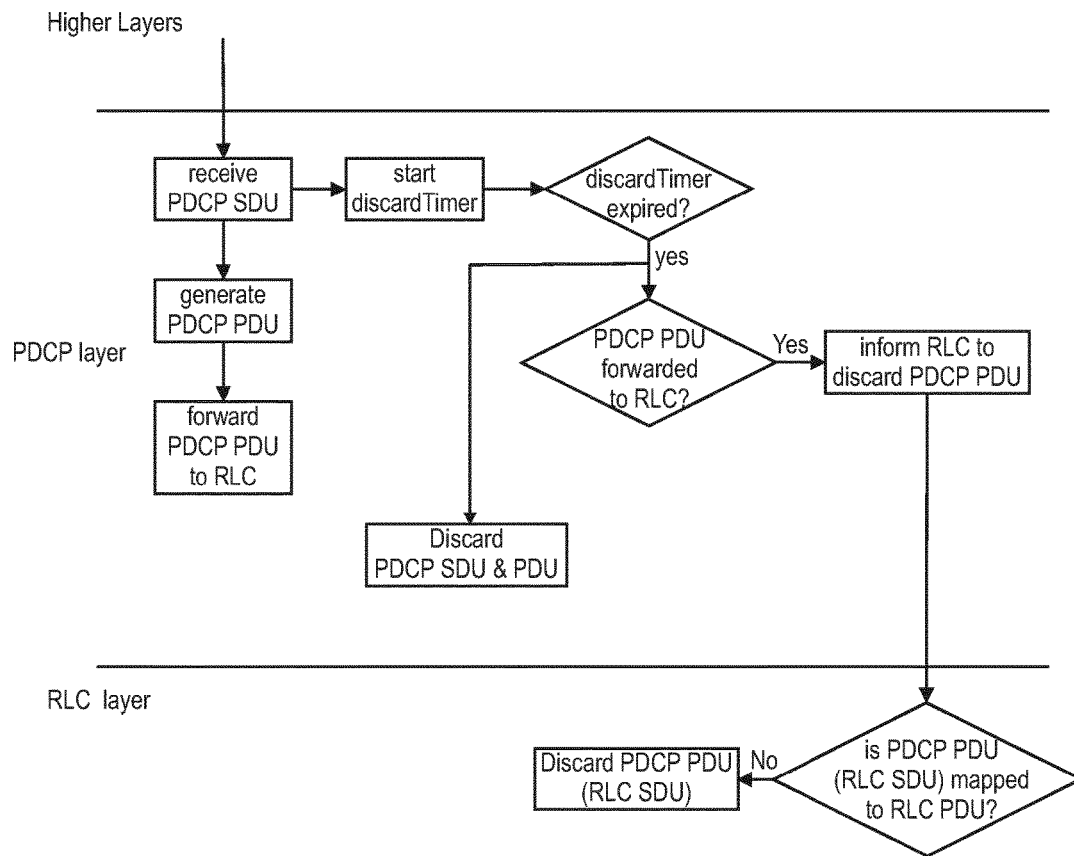 Higher Layers
receive
PDCP SDU
start
discardTimer
discardTimer
expired?
yes
generate
PDCP PDU
PDCP layer
PDCP PDU
forwarded
to RLC?
Yes
inform RLC to
discard PDCP PDU
forward
PDCP PDU
to RLC
Discard
PDCP SDU & PDU
RLC layer
is PDCP PDU
(RLC SDU) mapped
to RLC PDU?
No
Discard PDCP PDU
(RLC SDU)